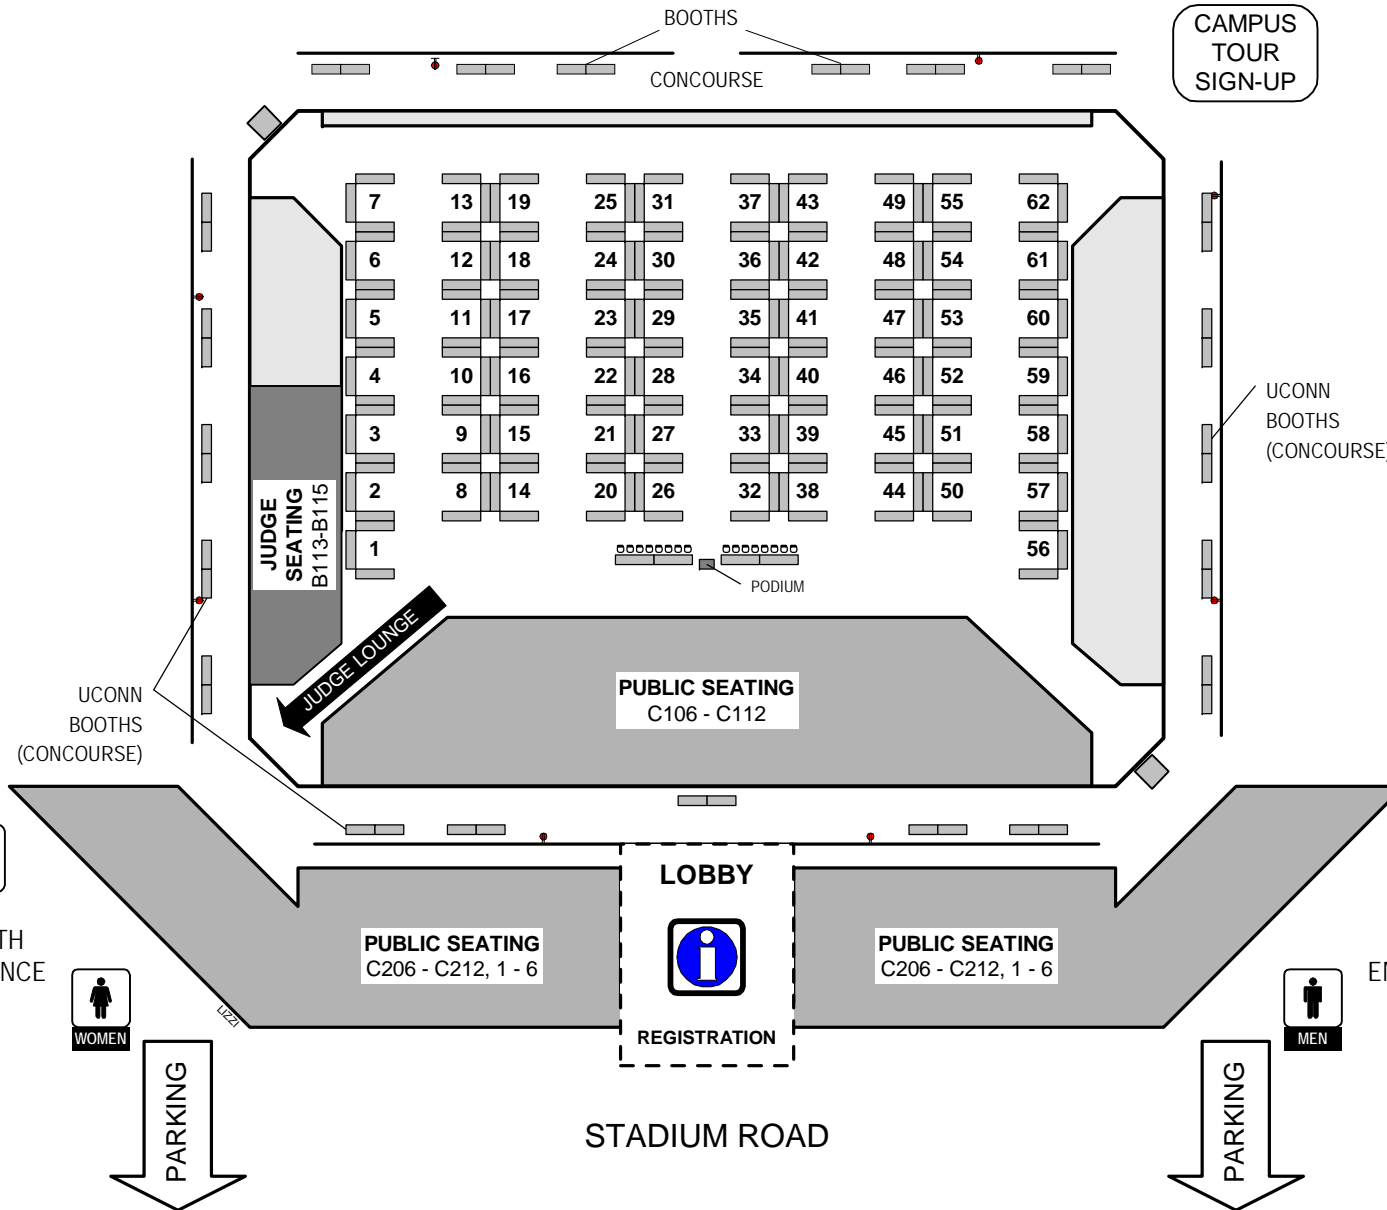 BOOTHS
CAMPUS
TOUR
SIGN-UP
CONCOURSE
7 13 19 25 31 37 43 49 55 62
6 12 18 24 30 36 42 48 54 61
5 11 17 23 29 35 41 47 53 60
4 10 16 22 28 34 40 46 52 59
3 9 15 21 27 33 39 45 51 58
2 8 14 20 26 32 38 44 50 57
1 56
UCONN
BOOTHS
(CONCOURSE)
JUDGE
SEATING
B113-B115
PODIUM
JUDGE LOUNGE
PUBLIC SEATING
C106 - C112
UCONN
BOOTHS
(CONCOURSE)
LOBBY
PUBLIC SEATING
C206 - C212, 1 - 6
PUBLIC SEATING
C206 - C212, 1 - 6
TH
NCE
EN
LIZZI
WOMEN
REGISTRATION
MEN
PARKING
STADIUM ROAD
PARKING